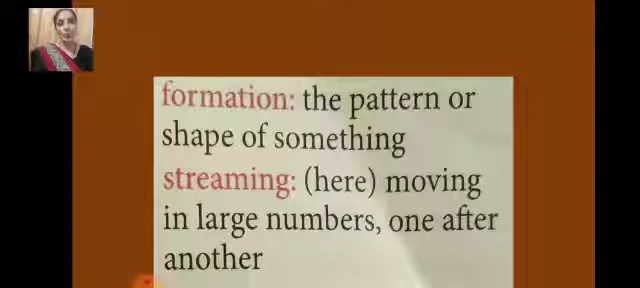 formation: the pattern or
shape of something
streaming: (here) moving
in large numbers, one after
another